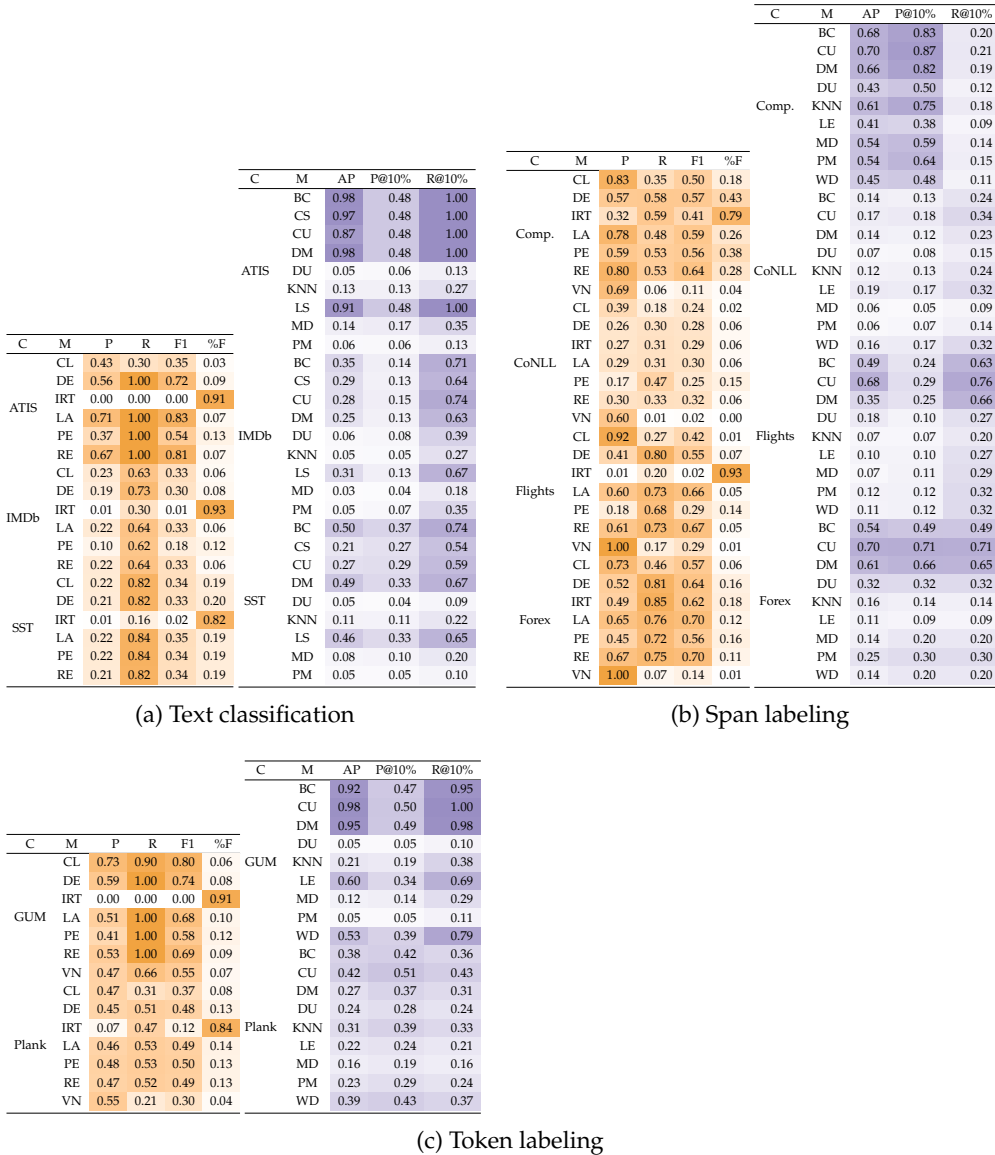 C M P R F1 %F
CL 0.43 0.30 0.35 0.03
DE 0.56 1.00 0.72 0.09
ATIS IRT 0.00 0.00 0.00 0.91
LA 0.71 1.00 0.83 0.07
PE 0.37 1.00 0.54 0.13
RE 0.67 1.00 0.81 0.07
CL 0.23 0.63 0.33 0.06
DE 0.19 0.73 0.30 0.08
IMDb IRT 0.01 0.30 0.01 0.93
LA 0.22 0.64 0.33 0.06
PE 0.10 0.62 0.18 0.12
RE 0.22 0.64 0.33 0.06
CL 0.22 0.82 0.34 0.19
DE 0.21 0.82 0.33 0.20
SST IRT 0.01 0.16 0.02 0.82
LA 0.22 0.84 0.35 0.19
PE 0.22 0.84 0.34 0.19
RE 0.21 0.82 0.34 0.19
C M AP P@10% R@10%
BC 0.98 0.48 1.00
CS 0.97 0.48 1.00
CU 0.87 0.48 1.00
DM 0.98 0.48 1.00
ATIS DU 0.05 0.06 0.13
KNN 0.13 0.13 0.27
LS 0.91 0.48 1.00
MD 0.14 0.17 0.35
PM 0.06 0.06 0.13
BC 0.35 0.14 0.71
CS 0.29 0.13 0.64
CU 0.28 0.15 0.74
DM 0.25 0.13 0.63
IMDb DU 0.06 0.08 0.39
KNN 0.05 0.05 0.27
LS 0.31 0.13 0.67
MD 0.03 0.04 0.18
PM 0.05 0.07 0.35
BC 0.50 0.37 0.74
CS 0.21 0.27 0.54
CU 0.27 0.29 0.59
DM 0.49 0.33 0.67
SST DU 0.05 0.04 0.09
KNN 0.11 0.11 0.22
LS 0.46 0.33 0.65
MD 0.08 0.10 0.20
PM 0.05 0.05 0.10
(a) Text classification
C M P R F1 %F
CL 0.83 0.35 0.50 0.18
DE 0.57 0.58 0.57 0.43
IRT 0.32 0.59 0.41 0.79
Comp. LA 0.78 0.48 0.59 0.26
PE 0.59 0.53 0.56 0.38
RE 0.80 0.53 0.64 0.28
VN 0.69 0.06 0.11 0.04
CL 0.39 0.18 0.24 0.02
DE 0.26 0.30 0.28 0.06
IRT 0.27 0.31 0.29 0.06
CoNLL LA 0.29 0.31 0.30 0.06
PE 0.17 0.47 0.25 0.15
RE 0.30 0.33 0.32 0.06
VN 0.60 0.01 0.02 0.00
CL 0.92 0.27 0.42 0.01
DE 0.41 0.80 0.55 0.07
IRT 0.01 0.20 0.02 0.93
Flights LA 0.60 0.73 0.66 0.05
PE 0.18 0.68 0.29 0.14
RE 0.61 0.73 0.67 0.05
VN 1.00 0.17 0.29 0.01
CL 0.73 0.46 0.57 0.06
DE 0.52 0.81 0.64 0.16
IRT 0.49 0.85 0.62 0.18
Forex LA 0.65 0.76 0.70 0.12
PE 0.45 0.72 0.56 0.16
RE 0.67 0.75 0.70 0.11
VN 1.00 0.07 0.14 0.01
C M AP P@10% R@10%
BC 0.68 0.83 0.20
CU 0.70 0.87 0.21
DM 0.66 0.82 0.19
DU 0.43 0.50 0.12
Comp. KNN 0.61 0.75 0.18
LE 0.41 0.38 0.09
MD 0.54 0.59 0.14
PM 0.54 0.64 0.15
WD 0.45 0.48 0.11
BC 0.14 0.13 0.24
CU 0.17 0.18 0.34
DM 0.14 0.12 0.23
DU 0.07 0.08 0.15
CoNLL KNN 0.12 0.13 0.24
LE 0.19 0.17 0.32
MD 0.06 0.05 0.09
PM 0.06 0.07 0.14
WD 0.16 0.17 0.32
BC 0.49 0.24 0.63
CU 0.68 0.29 0.76
DM 0.35 0.25 0.66
DU 0.18 0.10 0.27
Flights KNN 0.07 0.07 0.20
LE 0.10 0.10 0.27
MD 0.07 0.11 0.29
PM 0.12 0.12 0.32
WD 0.11 0.12 0.32
BC 0.54 0.49 0.49
CU 0.70 0.71 0.71
DM 0.61 0.66 0.65
DU 0.32 0.32 0.32
Forex KNN 0.16 0.14 0.14
LE 0.11 0.09 0.09
MD 0.14 0.20 0.20
PM 0.25 0.30 0.30
WD 0.14 0.20 0.20
(b) Span labeling
C M P R F1 %F
CL 0.73 0.90 0.80 0.06
DE 0.59 1.00 0.74 0.08
IRT 0.00 0.00 0.00 0.91
GUM LA 0.51 1.00 0.68 0.10
PE 0.41 1.00 0.58 0.12
RE 0.53 1.00 0.69 0.09
VN 0.47 0.66 0.55 0.07
CL 0.47 0.31 0.37 0.08
DE 0.45 0.51 0.48 0.13
IRT 0.07 0.47 0.12 0.84
Plank LA 0.46 0.53 0.49 0.14
PE 0.48 0.53 0.50 0.13
RE 0.47 0.52 0.49 0.13
VN 0.55 0.21 0.30 0.04
C M AP P@10% R@10%
BC 0.92 0.47 0.95
CU 0.98 0.50 1.00
DM 0.95 0.49 0.98
DU 0.05 0.05 0.10
GUM KNN 0.21 0.19 0.38
LE 0.60 0.34 0.69
MD 0.12 0.14 0.29
PM 0.05 0.05 0.11
WD 0.53 0.39 0.79
BC 0.38 0.42 0.36
CU 0.42 0.51 0.43
DM 0.27 0.37 0.31
DU 0.24 0.28 0.24
Plank KNN 0.31 0.39 0.33
LE 0.22 0.24 0.21
MD 0.16 0.19 0.16
PM 0.23 0.29 0.24
WD 0.39 0.43 0.37
(c) Token labeling